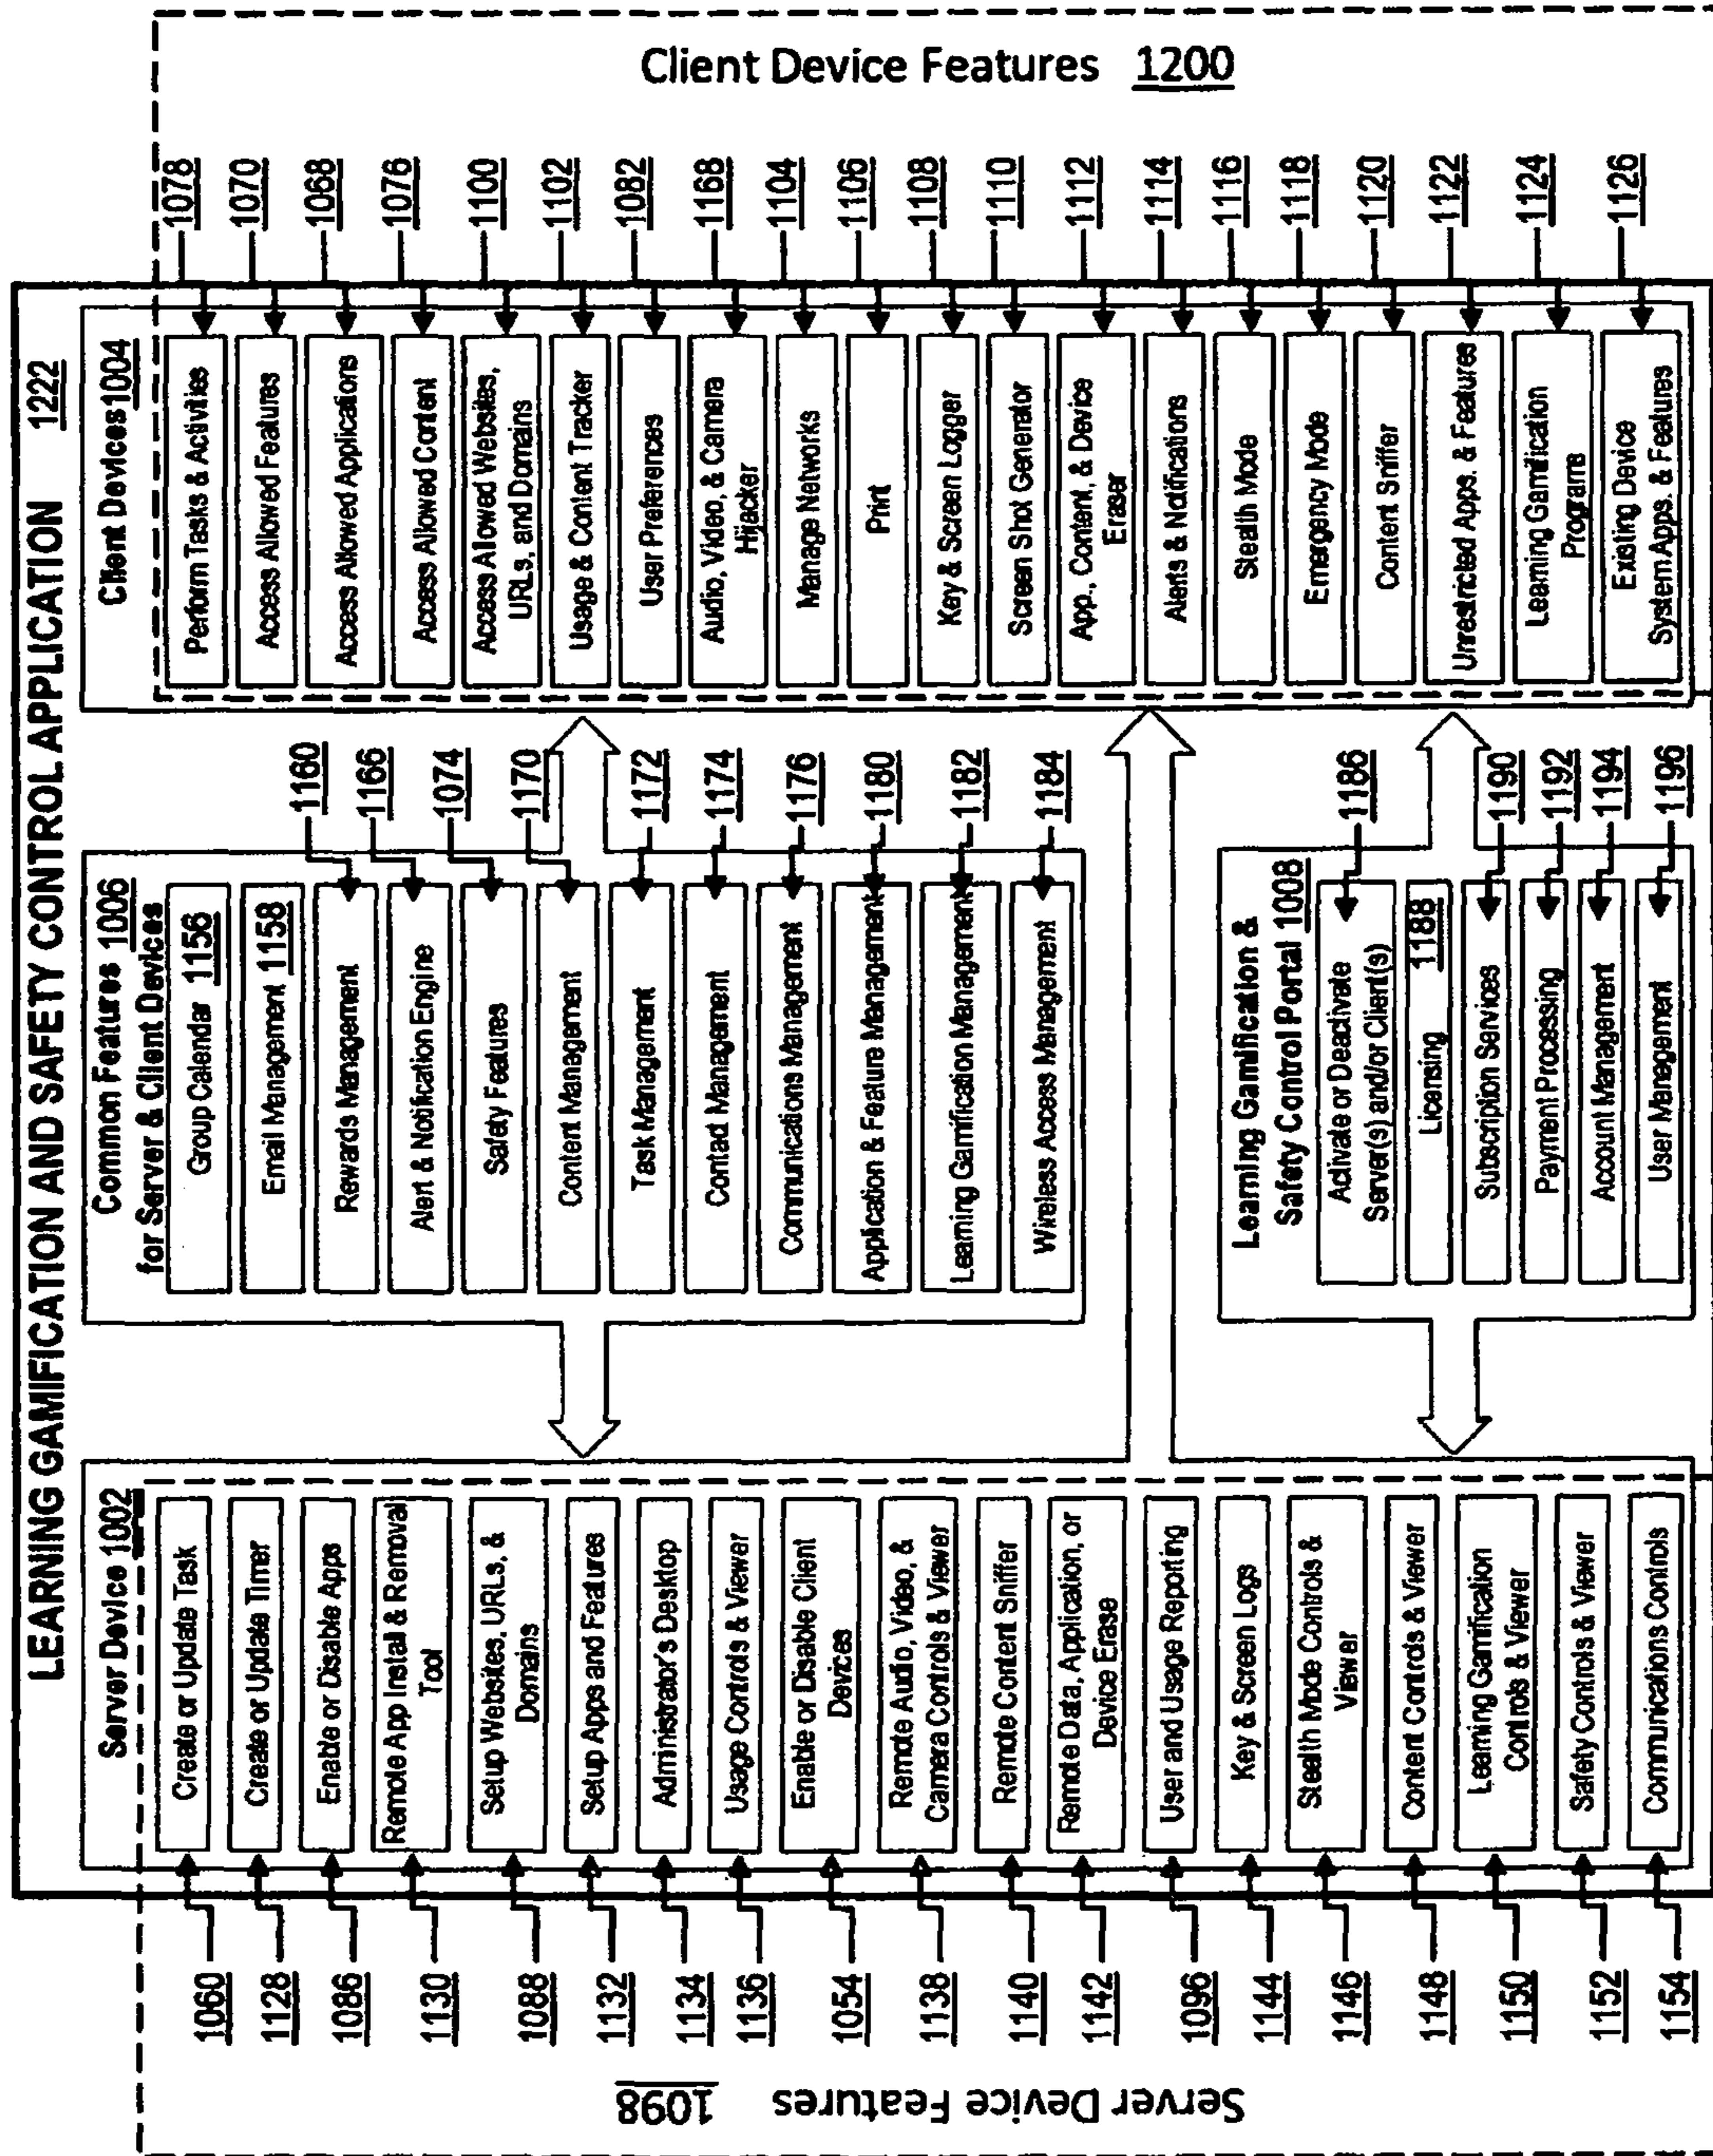 LEARNING GAMIFICATION AND SAFETY CONTROL APPLICATION 1222
Server Device 1002
Create or Update Task
Create or Update Timer
Enable or Disable Apps
Remote App Install & Removal
Tool
Setup Websites, URLs, &
Domains
Setup Apps and Features
Administrator's Desktop
Usage Controls & Viewer
Enable or Disable Client
Devices
Remote Audio, Video, &
Camera Controls & Viewer
Remote Content Sniffer
Remote Data, Application, or
Device Erase
User and Usage Reporting
Key & Screen Logs
Stealth Mode Controls &
Viewer
Content Controls & Viewer
Learning Gamification
Controls & Viewer
Safety Controls & Viewer
Communications Controls
1060
1128
1086
1130
1088
1132
1134
1136
1054
1138
1140
1142
1096
1144
1146
1148
1150
1152
1154
Server Device Features 1098
Common Features 1006
for Server & Client Devices
Group Calendar 1156
Email Management 1158
Rewards Management
Alert & Notification Engine
Safety Features
Content Management
Task Management
Contact Management
Communications Management
Application & Feature Management
Learning Gamification Management
Wireless Access Management
1160
1166
1074
1170
1172
1174
1176
1180
1182
1184
Learning Gamification &
Safety Control Portal 1008
Activate or Deactivate
Server(s) and/or Client(s)
Licensing 1188
Subscription Services
Payment Processing
Account Management
User Management
1186
1190
1192
1194
1196
Client Devices 1004
Perform Tasks & Activities
Access Allowed Features
Access Allowed Applications
Access Allowed Content
Access Allowed Websites,
URLs, and Domains
Usage & Content Tracker
User Preferences
Audio, Video, & Camera
Hijacker
Manage Networks
Print
Key & Screen Logger
Screen Shot Generator
App., Content, & Device
Eraser
Alerts & Notifications
Stealth Mode
Emergency Mode
Content Sniffer
Unrestricted Apps. & Features
Learning Gamification
Programs
Existing Device
System Apps. & Features
1078
1070
1068
1076
1100
1102
1082
1168
1104
1106
1108
1110
1112
1114
1116
1118
1120
1122
1124
1126
Client Device Features 1200